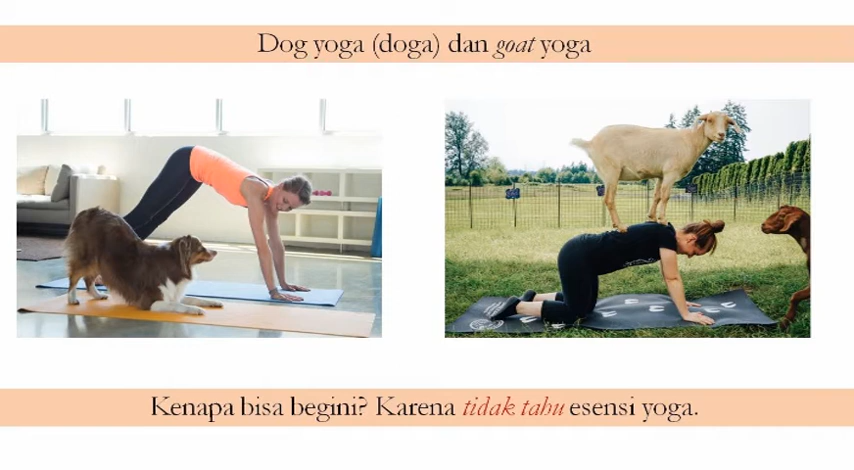 Dog yoga (doga) dan goat yoga
Kenapa bisa begini? Karena tidak tahu esensi yoga.